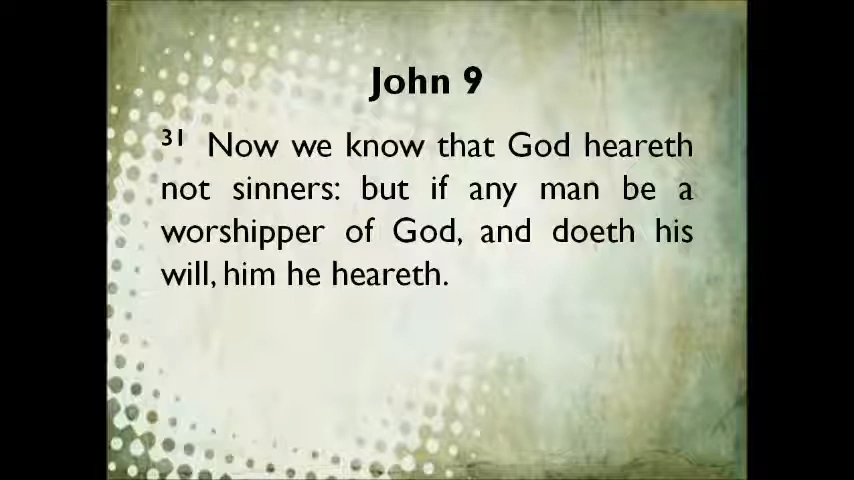 John 9
31 Now we know that God heareth
not sinners: but if any man be a
worshipper of God, and doeth his
will, him he heareth.